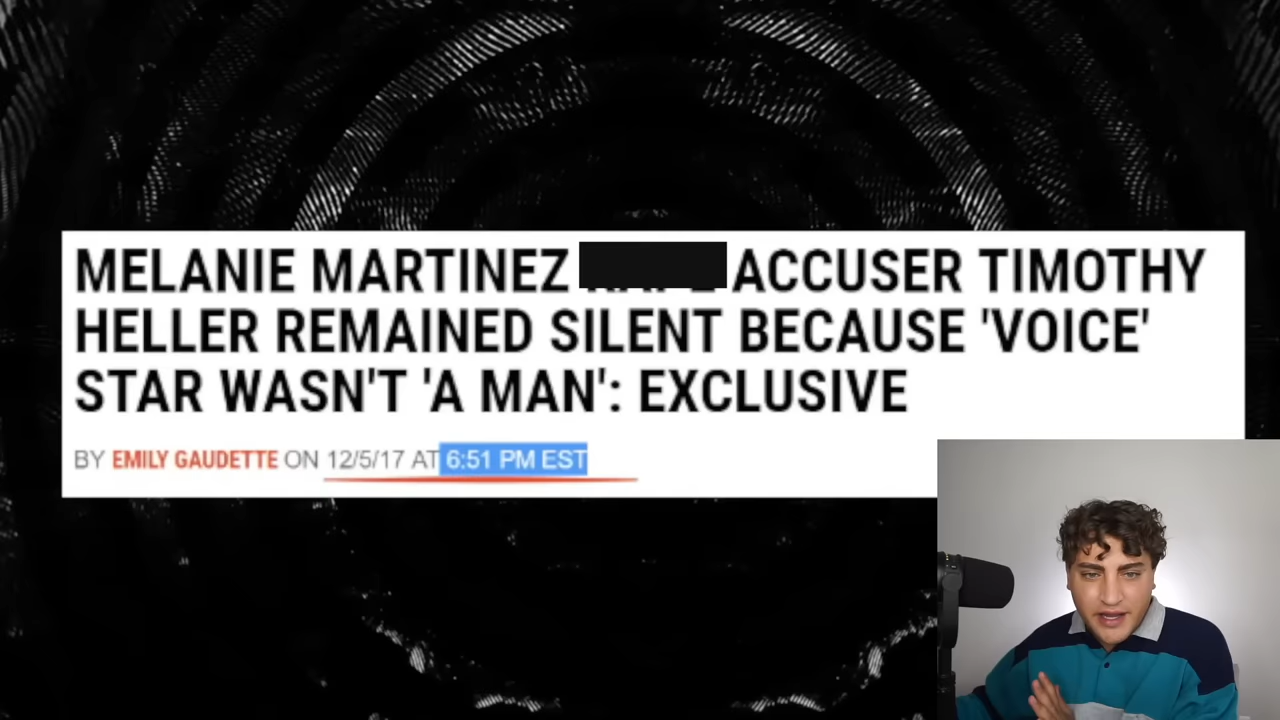 MELANIE MARTINEZ ACCUSER TIMOTHY
HELLER REMAINED SILENT BECAUSE 'VOICE'
STAR WASN'T 'A MAN': EXCLUSIVE
BY EMILY GAUDETTE ON 12/5/17 AT 6:51 PM EST